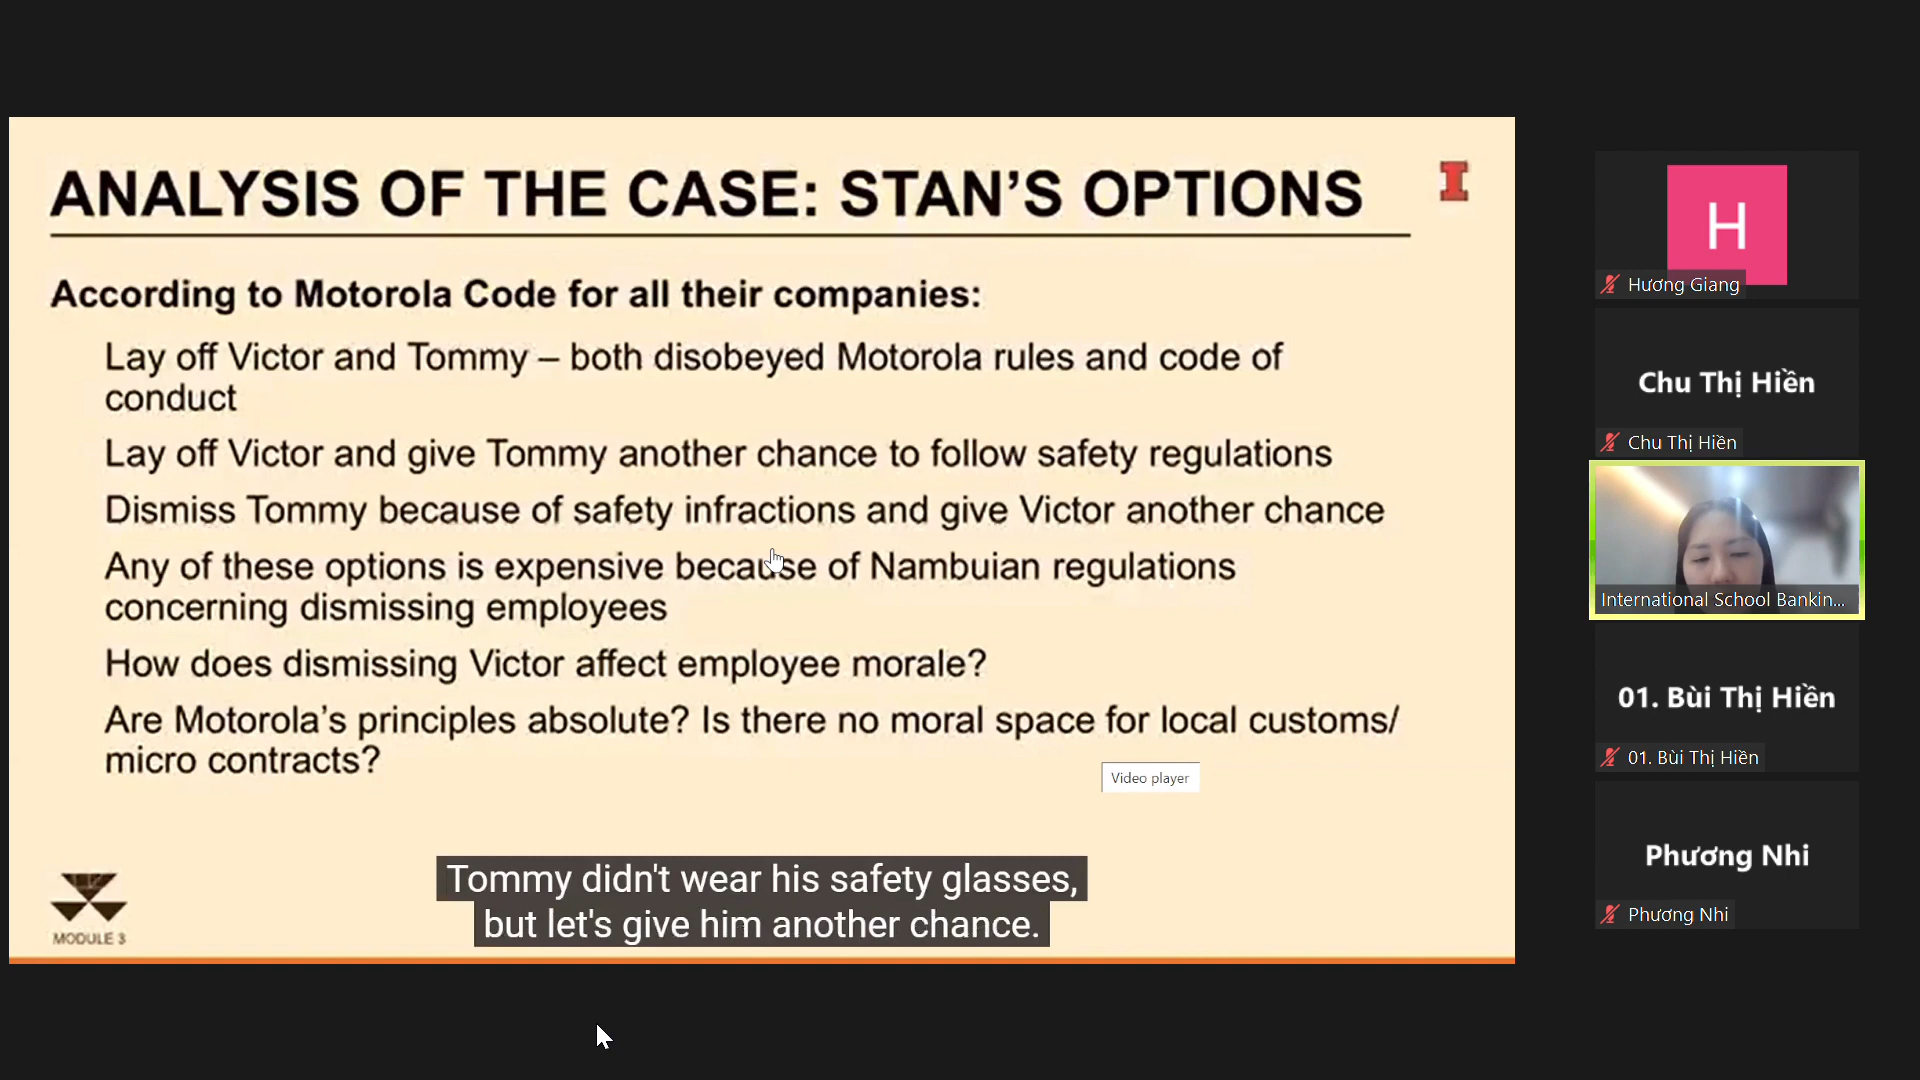 ANALYSIS OF THE CASE: STAN'S OPTIONS
According to Motorola Code for all their companies:
Lay off Victor and Tommy – both disobeyed Motorola rules and code of
conduct
Lay off Victor and give Tommy another chance to follow safety regulations
Dismiss Tommy because of safety infractions and give Victor another chance
Any of these options is expensive because of Nambuian regulations
concerning dismissing employees
How does dismissing Victor affect employee morale?
Are Motorola's principles absolute? Is there no moral space for local customs/
micro contracts?
Video player
Tommy didn't wear his safety glasses,
but let's give him another chance.
MODULE 3
H
Hương Giang
Chu Thị Hiền
Chu Thị Hiền
International School Bankin...
01. Bùi Thị Hiền
01. Bùi Thị Hiền
Phương Nhi
Phương Nhi